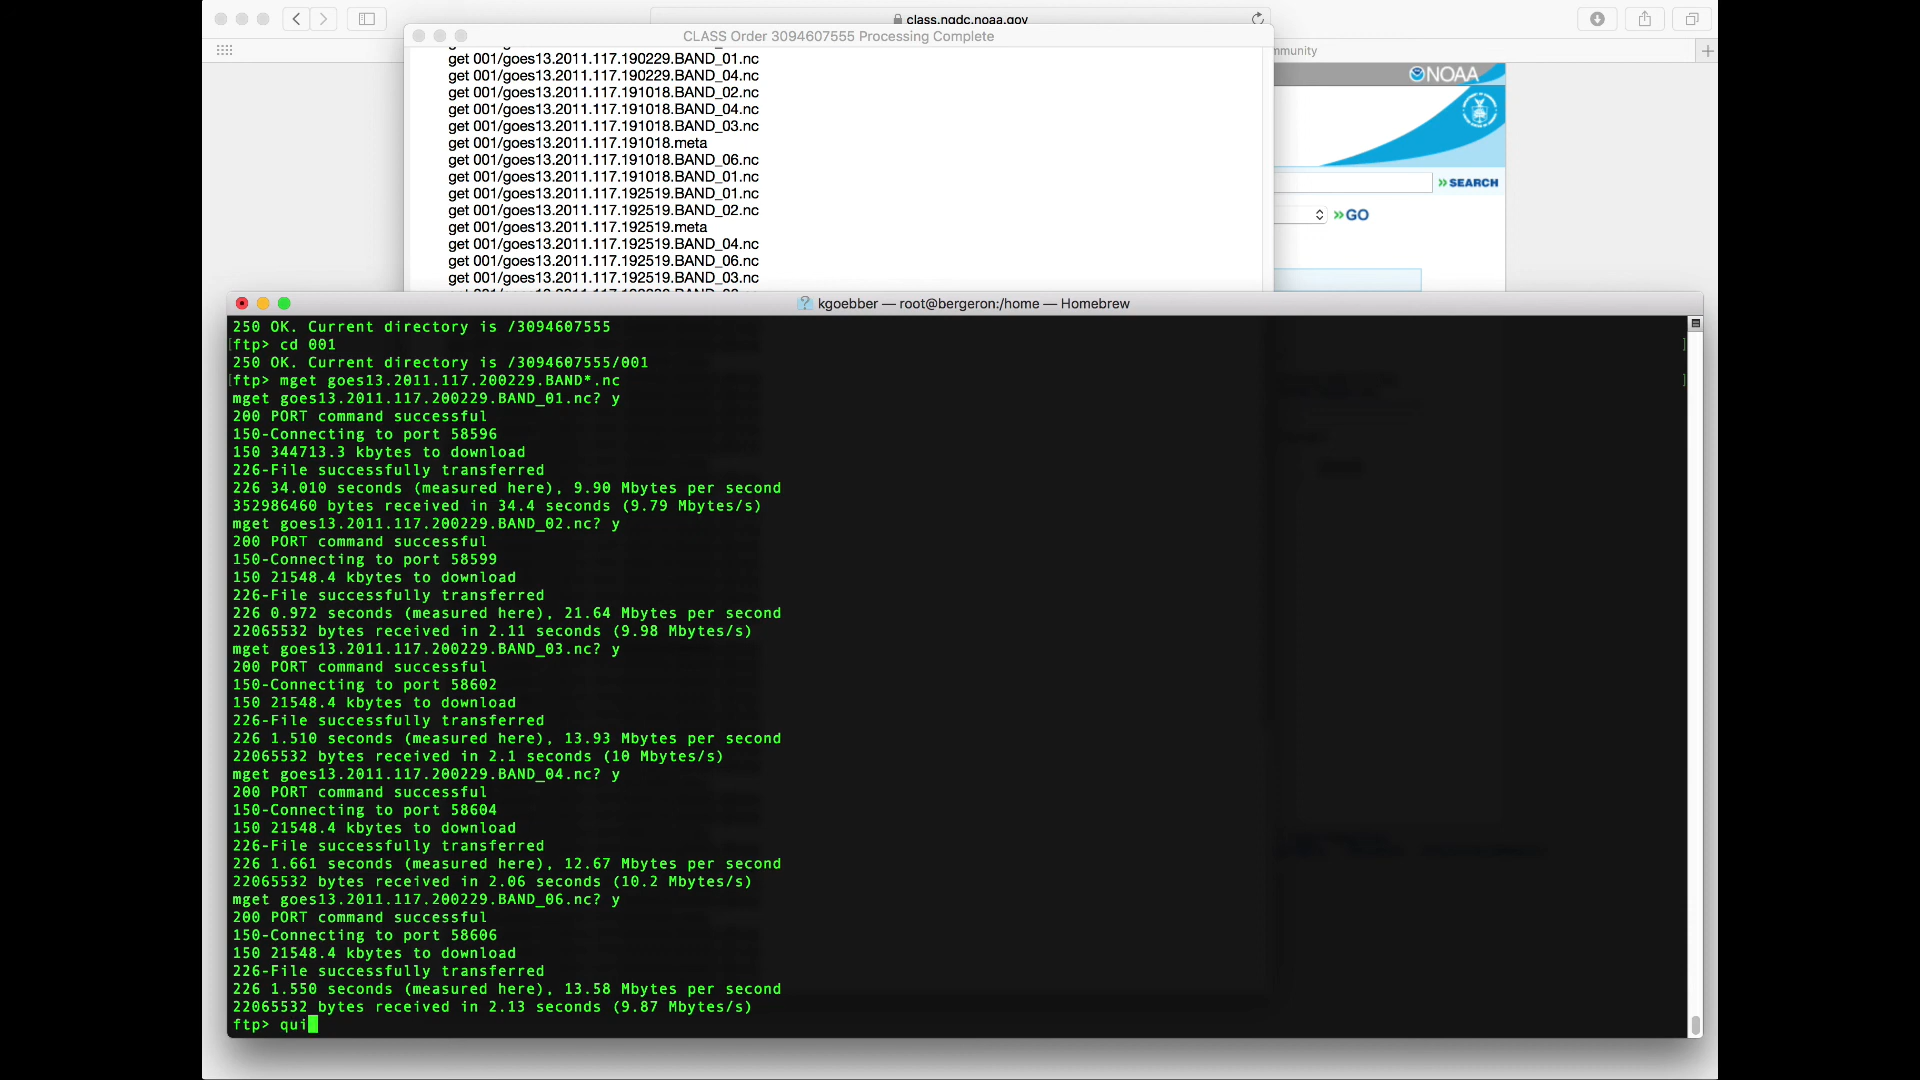 class.ngdc.noaa.gov
CLASS Order 3094607555 Processing Complete
mmunity
get 001/goes13.2011.117.190229.BAND_01.nc
get 001/goes13.2011.117.190229.BAND_04.nc
get 001/goes13.2011.117.191018.BAND_02.nc
get 001/goes13.2011.117.191018.BAND_04.nc
get 001/goes13.2011.117.191018.BAND_03.nc
get 001/goes13.2011.117.191018.meta
get 001/goes13.2011.117.191018.BAND_06.nc
get 001/goes13.2011.117.191018.BAND_01.nc
get 001/goes13.2011.117.192519.BAND_01.nc
get 001/goes13.2011.117.192519.BAND_02.nc
get 001/goes13.2011.117.192519.meta
get 001/goes13.2011.117.192519.BAND_04.nc
get 001/goes13.2011.117.192519.BAND_06.nc
get 001/goes13.2011.117.192519.BAND_03.nc
NOAA
»SEARCH
»GO
kgoebber — root@bergeron:/home — Homebrew
250 OK. Current directory is /3094607555
[ftp> cd 001 ]
250 OK. Current directory is /3094607555/001
[ftp> mget goes13.2011.117.200229.BAND*.nc ]
mget goes13.2011.117.200229.BAND_01.nc? y
200 PORT command successful
150-Connecting to port 58596
150 344713.3 kbytes to download
226-File successfully transferred
226 34.010 seconds (measured here), 9.90 Mbytes per second
352986460 bytes received in 34.4 seconds (9.79 Mbytes/s)
mget goes13.2011.117.200229.BAND_02.nc? y
200 PORT command successful
150-Connecting to port 58599
150 21548.4 kbytes to download
226-File successfully transferred
226 0.972 seconds (measured here), 21.64 Mbytes per second
22065532 bytes received in 2.11 seconds (9.98 Mbytes/s)
mget goes13.2011.117.200229.BAND_03.nc? y
200 PORT command successful
150-Connecting to port 58602
150 21548.4 kbytes to download
226-File successfully transferred
226 1.510 seconds (measured here), 13.93 Mbytes per second
22065532 bytes received in 2.1 seconds (10 Mbytes/s)
mget goes13.2011.117.200229.BAND_04.nc? y
200 PORT command successful
150-Connecting to port 58604
150 21548.4 kbytes to download
226-File successfully transferred
226 1.661 seconds (measured here), 12.67 Mbytes per second
22065532 bytes received in 2.06 seconds (10.2 Mbytes/s)
mget goes13.2011.117.200229.BAND_06.nc? y
200 PORT command successful
150-Connecting to port 58606
150 21548.4 kbytes to download
226-File successfully transferred
226 1.550 seconds (measured here), 13.58 Mbytes per second
22065532 bytes received in 2.13 seconds (9.87 Mbytes/s)
ftp> qui